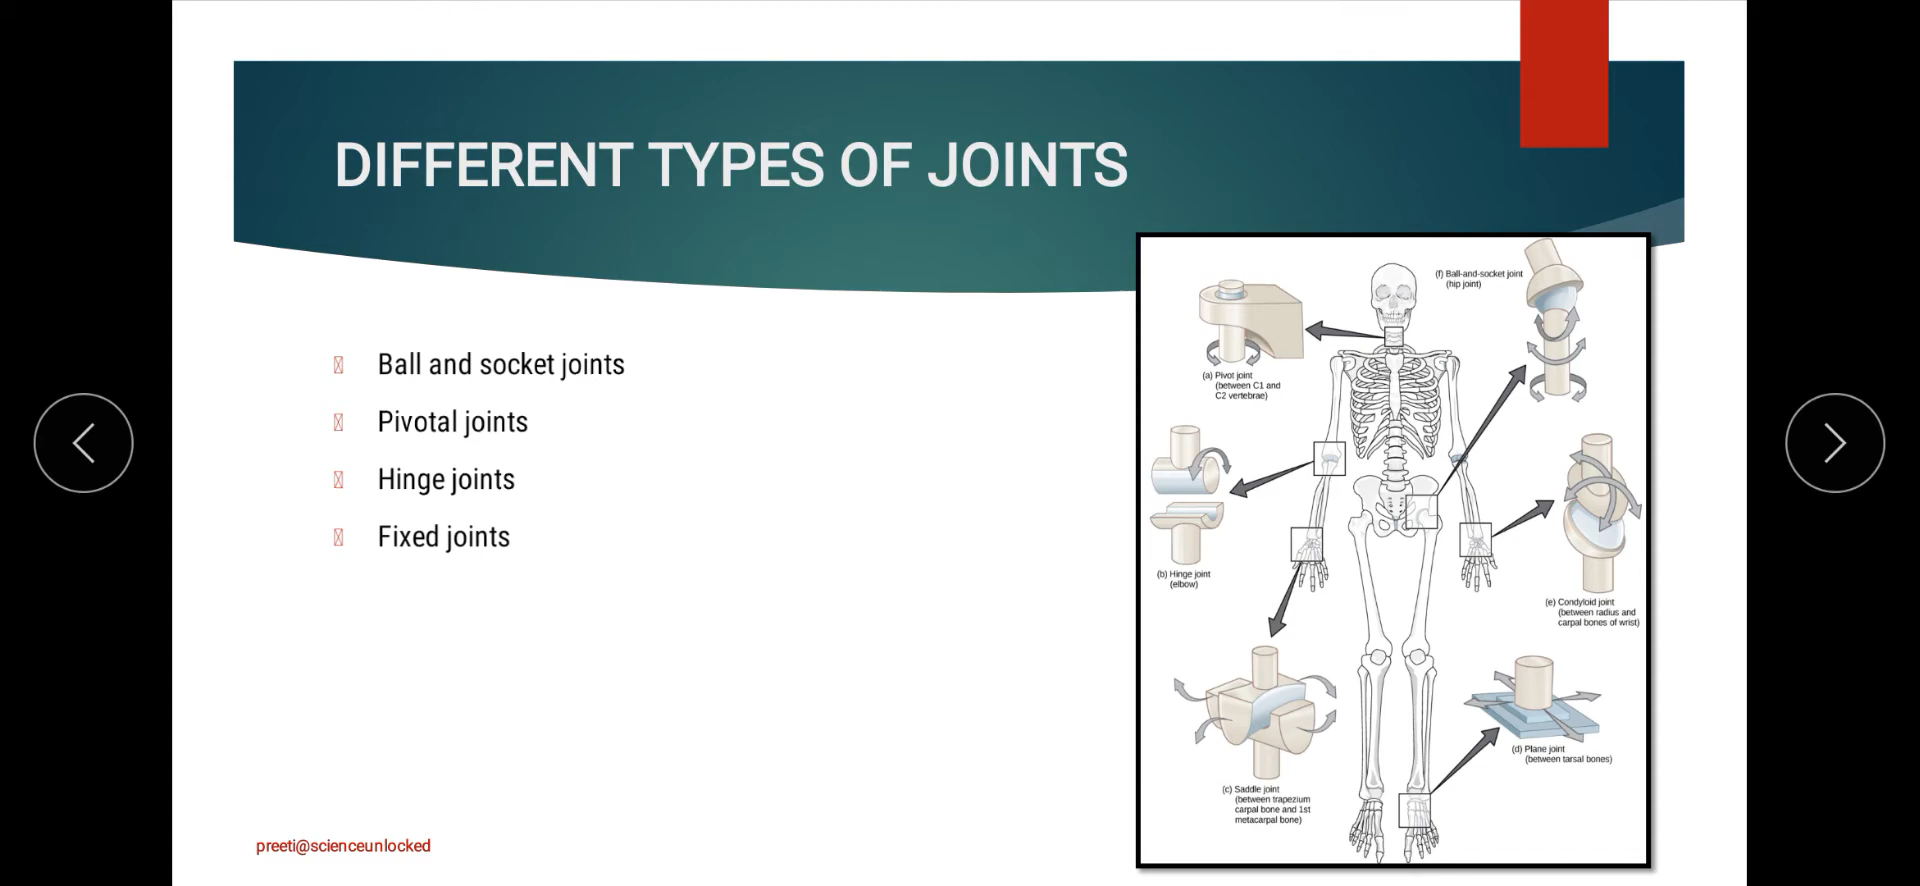 DIFFERENT TYPES OF JOINTS
Ball and socket joints
Pivotal joints
Hinge joints
Fixed joints
(f) Ball-and-socket joint
(hip joint)
(a) Pivot joint
(between C1 and
C2 vertebrae)
(b) Hinge joint
(elbow)
(e) Condyloid joint
(between radius and
carpal bones of wrist)
(c) Saddle joint
(between trapezium
carpal bone and 1st
metacarpal bone)
(d) Plane joint
(between tarsal bones)
preeti@scienceunlocked